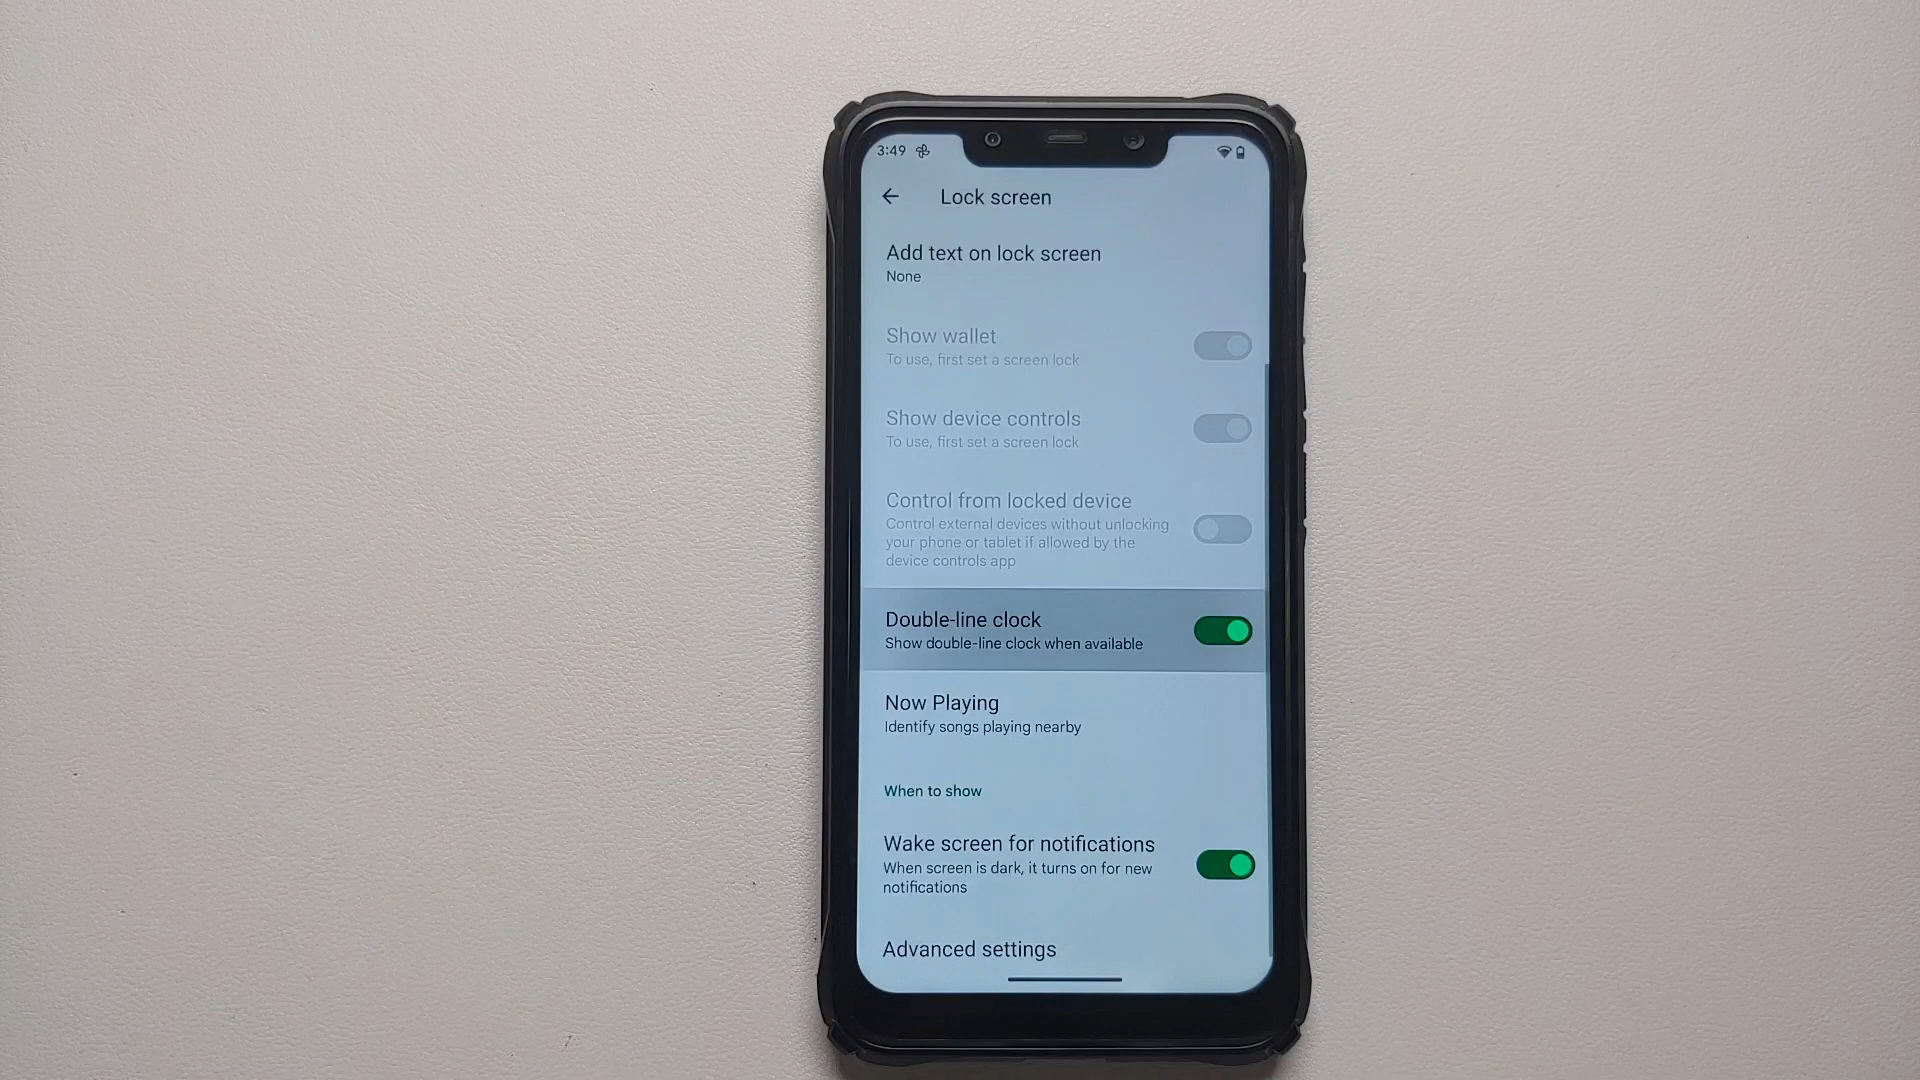 3:49
Lock screen
Add text on lock screen
None
Show wallet
To use, first set a screen lock
Show device controls
To use, first set a screen lock
Control from locked device
Control external devices without unlocking
your phone or tablet if allowed by the
device controls app
Double-line clock
Show double-line clock when available
Now Playing
Identify songs playing nearby
When to show
Wake screen for notifications
When screen is dark, it turns on for new
notifications
Advanced settings